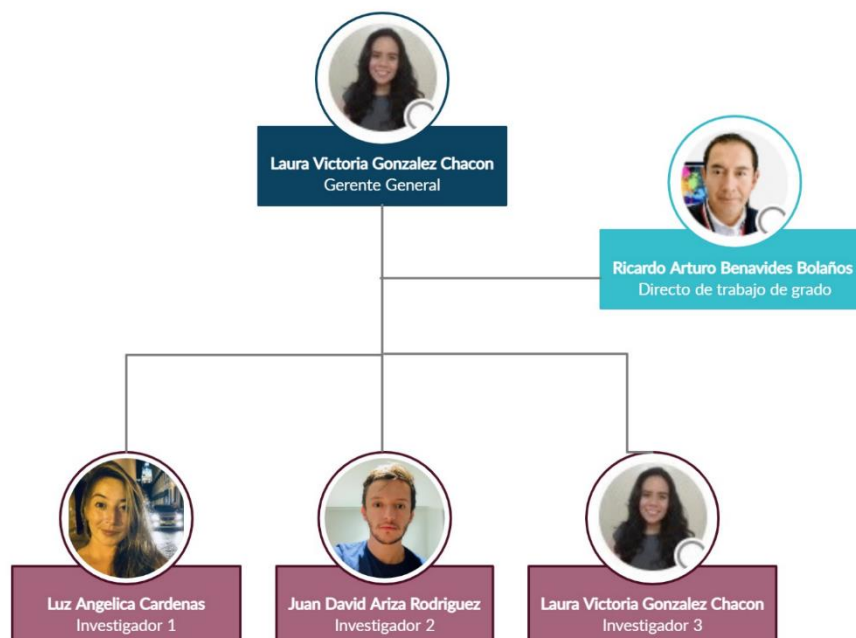 Laura Victoria Gonzalez Chacon
Gerente General
Ricardo Arturo Benavides Bolaños
Directo de trabajo de grado
Luz Angelica Cardenas
Investigador 1
Juan David Ariza Rodriguez
Investigador 2
Laura Victoria Gonzalez Chacon
Investigador 3